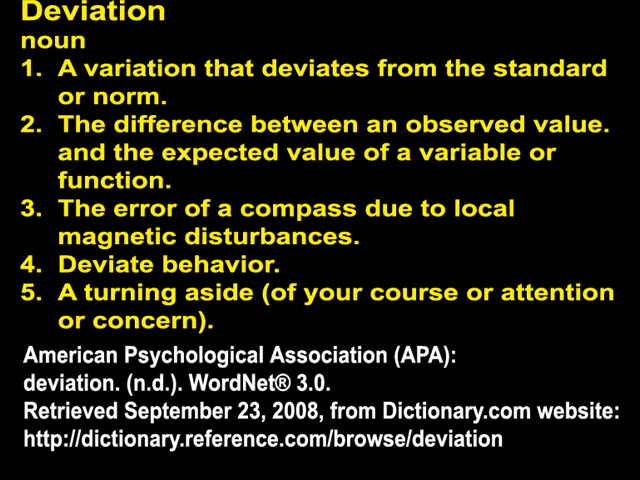 Deviation
noun
1. A variation that deviates from the standard
or norm.
2. The difference between an observed value.
and the expected value of a variable or
function.
3. The error of a compass due to local
magnetic disturbances.
4. Deviate behavior.
5. A turning aside (of your course or attention
or concern).
American Psychological Association (APA):
deviation. (n.d.). WordNet® 3.0.
Retrieved September 23, 2008, from Dictionary.com website:
http://dictionary.reference.com/browse/deviation